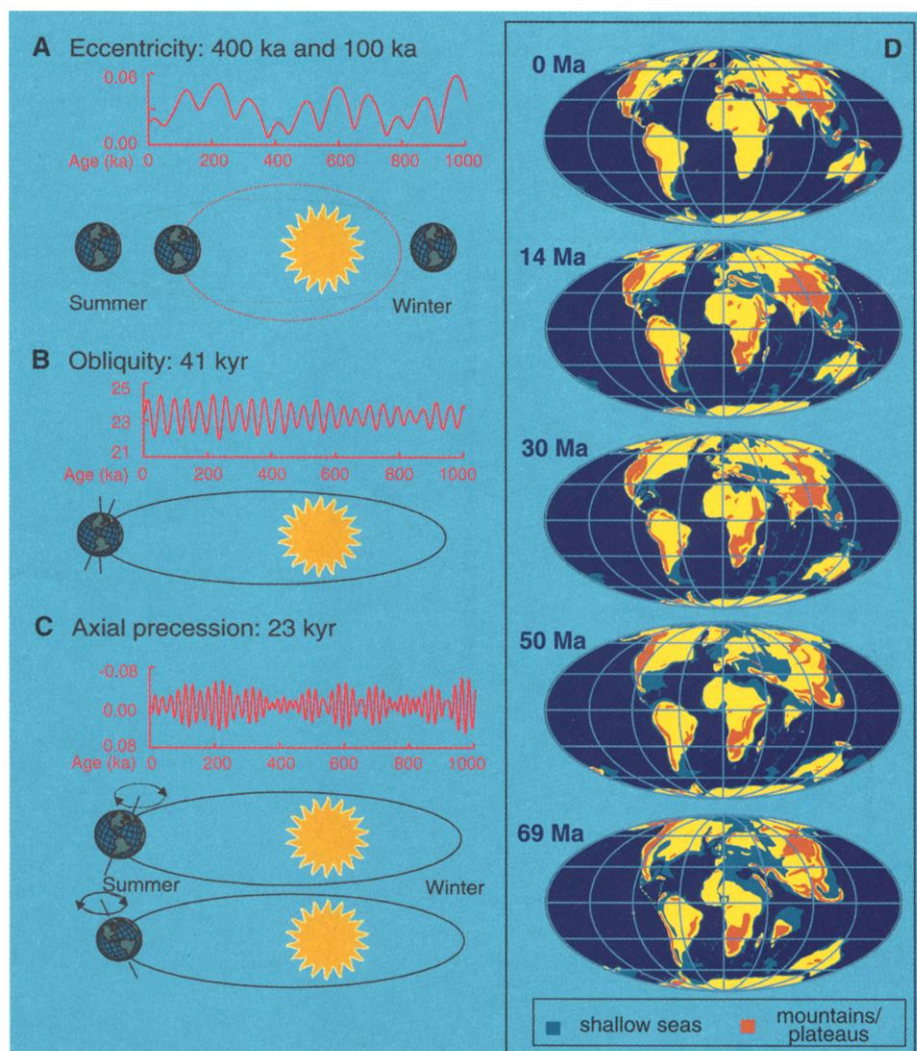 A Eccentricity: 400 ka and 100 ka
0.06
0.00
Age (ka) 0 200 400 600 800 1000
Summer
Winter
B Obliquity: 41 kyr
25
23
21
Age (ka) 0 200 400 600 800 1000
C Axial precession: 23 kyr
-0.08
0.00
0.08
Age (ka) 0 200 400 600 800 1000
Summer
Winter
D
0 Ma
14 Ma
30 Ma
50 Ma
69 Ma
shallow seas
mountains/
plateaus